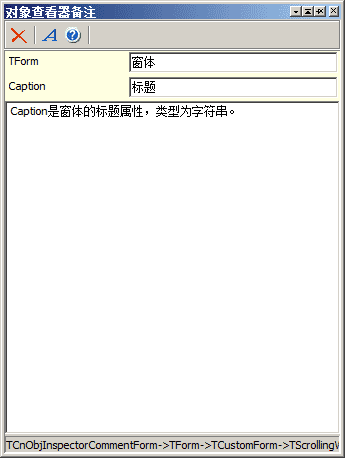 对象查看器备注
TForm 窗体
Caption 标题
Caption是窗体的标题属性，类型为字符串。
TCnObjInspectorCommentForm->TForm->TCustomForm->TScrollingW